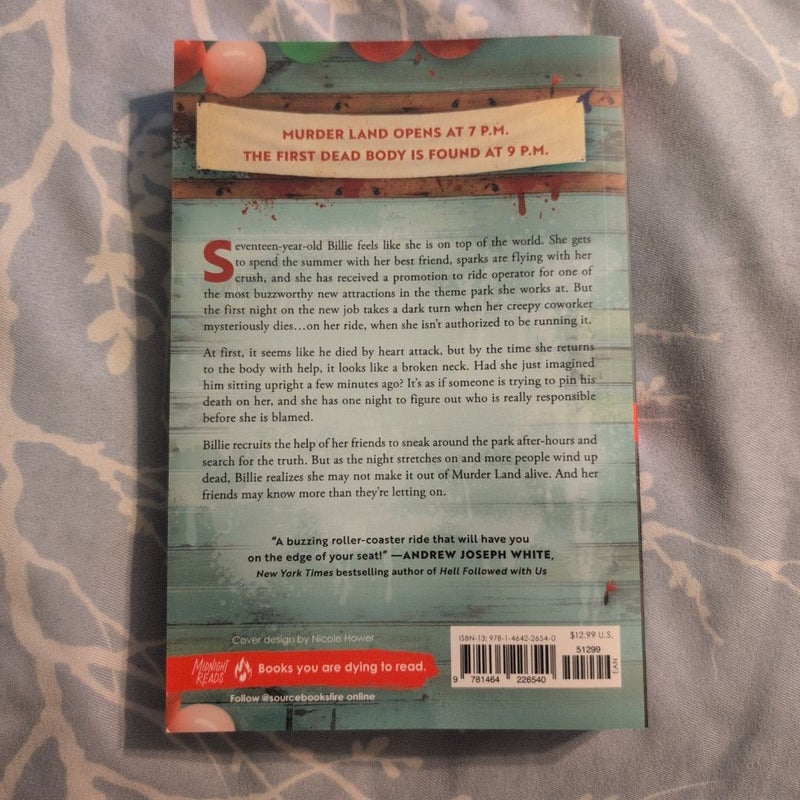 MURDER LAND OPENS AT 7 P.M.
THE FIRST DEAD BODY IS FOUND AT 9 P.M.
Seventeen-year-old Billie feels like she is on top of the world. She gets
to spend the summer with her best friend, sparks are flying with her
crush, and she has received a promotion to ride operator for one of
the most buzzworthy new attractions in the theme park she works at. But
the first night on the new job takes a dark turn when her creepy coworker
mysteriously dies…on her ride, when she isn't authorized to be running it.
At first, it seems like he died by heart attack, but by the time she returns
to the body with help, it looks like a broken neck. Had she just imagined
him sitting upright a few minutes ago? It's as if someone is trying to pin his
death on her, and she has one night to figure out who is really responsible
before she is blamed.
Billie recruits the help of her friends to sneak around the park after-hours and
search for the truth. But as the night stretches on and more people wind up
dead, Billie realizes she may not make it out of Murder Land alive. And her
friends may know more than they're letting on.
"A buzzing roller-coaster ride that will have you
on the edge of your seat!" —ANDREW JOSEPH WHITE,
New York Times bestselling author of Hell Followed with Us
Cover design by Nicole Hower
MIDNIGHT
READS
Books you are dying to read.
Follow @sourcebooksfire online
ISBN-13: 978-1-4642-2654-0
$12.99 U.S.
51299
9 781464 226540
EAN